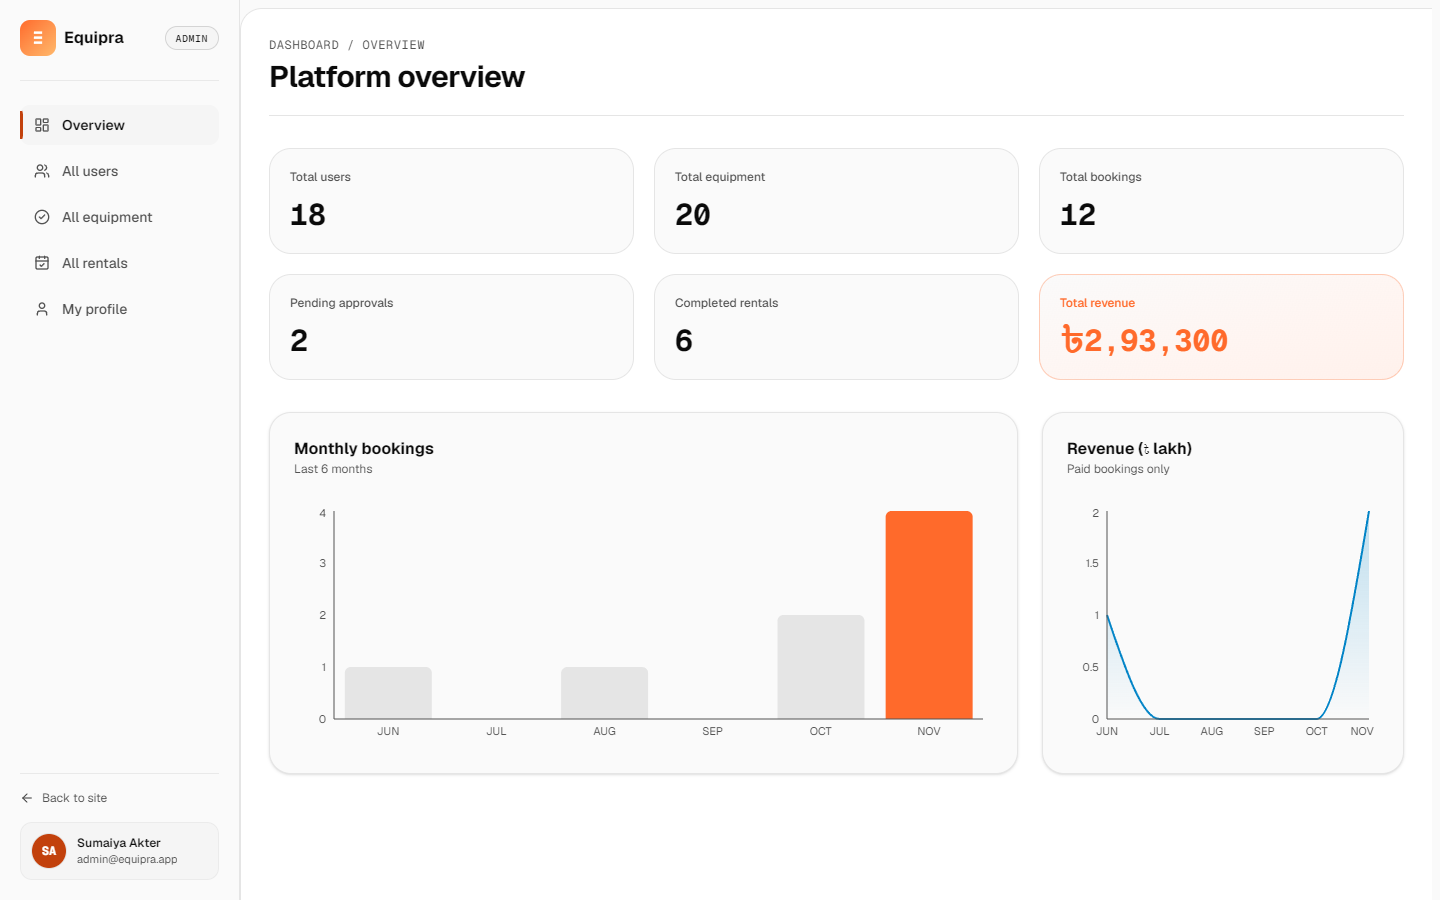 Equipra
ADMIN
Overview
All users
All equipment
All rentals
My profile
Back to site
SA
Sumaiya Akter
admin@equipra.app
DASHBOARD / OVERVIEW
Platform overview
Total users
18
Total equipment
20
Total bookings
12
Pending approvals
2
Completed rentals
6
Total revenue
৳2,93,300
Monthly bookings
Last 6 months
4
3
2
1
0
JUN JUL AUG SEP OCT NOV
Revenue (৳ lakh)
Paid bookings only
2
1.5
1
0.5
0
JUN JUL AUG SEP OCT NOV